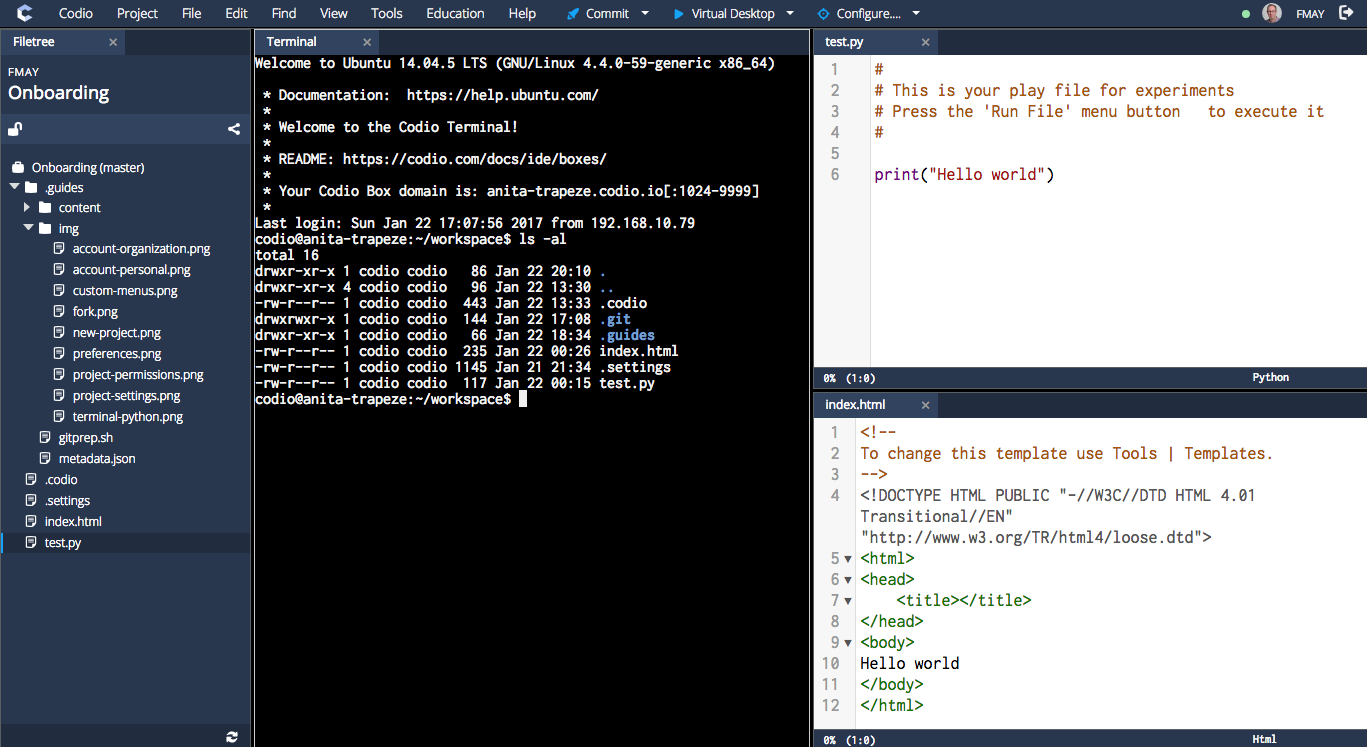 Codio Project File Edit Find View Tools Education Help Commit Virtual Desktop Configure.... FMAY
Filetree
FMAY
Onboarding
Onboarding (master)
.guides
content
img
account-organization.png
account-personal.png
custom-menus.png
fork.png
new-project.png
preferences.png
project-permissions.png
project-settings.png
terminal-python.png
gitprep.sh
metadata.json
.codio
.settings
index.html
test.py
Terminal
Welcome to Ubuntu 14.04.5 LTS (GNU/Linux 4.4.0-59-generic x86_64)
* Documentation:  https://help.ubuntu.com/
*
* Welcome to the Codio Terminal!
*
* README: https://codio.com/docs/ide/boxes/
*
* Your Codio Box domain is: anita-trapeze.codio.io[:1024-9999]
*
Last login: Sun Jan 22 17:07:56 2017 from 192.168.10.79
codio@anita-trapeze:~/workspace$ ls -al
total 16
drwxr-xr-x 1 codio codio   86 Jan 22 20:10 .
drwxr-xr-x 4 codio codio   96 Jan 22 13:30 ..
-rw-r--r-- 1 codio codio  443 Jan 22 13:33 .codio
drwxrwxr-x 1 codio codio  144 Jan 22 17:08 .git
drwxr-xr-x 1 codio codio   66 Jan 22 18:34 .guides
-rw-r--r-- 1 codio codio  235 Jan 22 00:26 index.html
-rw-r--r-- 1 codio codio 1145 Jan 21 21:34 .settings
-rw-r--r-- 1 codio codio  117 Jan 22 00:15 test.py
codio@anita-trapeze:~/workspace$
test.py
1 #
2 # This is your play file for experiments
3 # Press the 'Run File' menu button   to execute it
4 #
5
6 print("Hello world")
0% (1:0) Python
index.html
1 <!--
2 To change this template use Tools | Templates.
3 -->
4 <!DOCTYPE HTML PUBLIC "-//W3C//DTD HTML 4.01
Transitional//EN"
"http://www.w3.org/TR/html4/loose.dtd">
5 <html>
6 <head>
7     <title></title>
8 </head>
9 <body>
10 Hello world
11 </body>
12 </html>
0% (1:0) Html